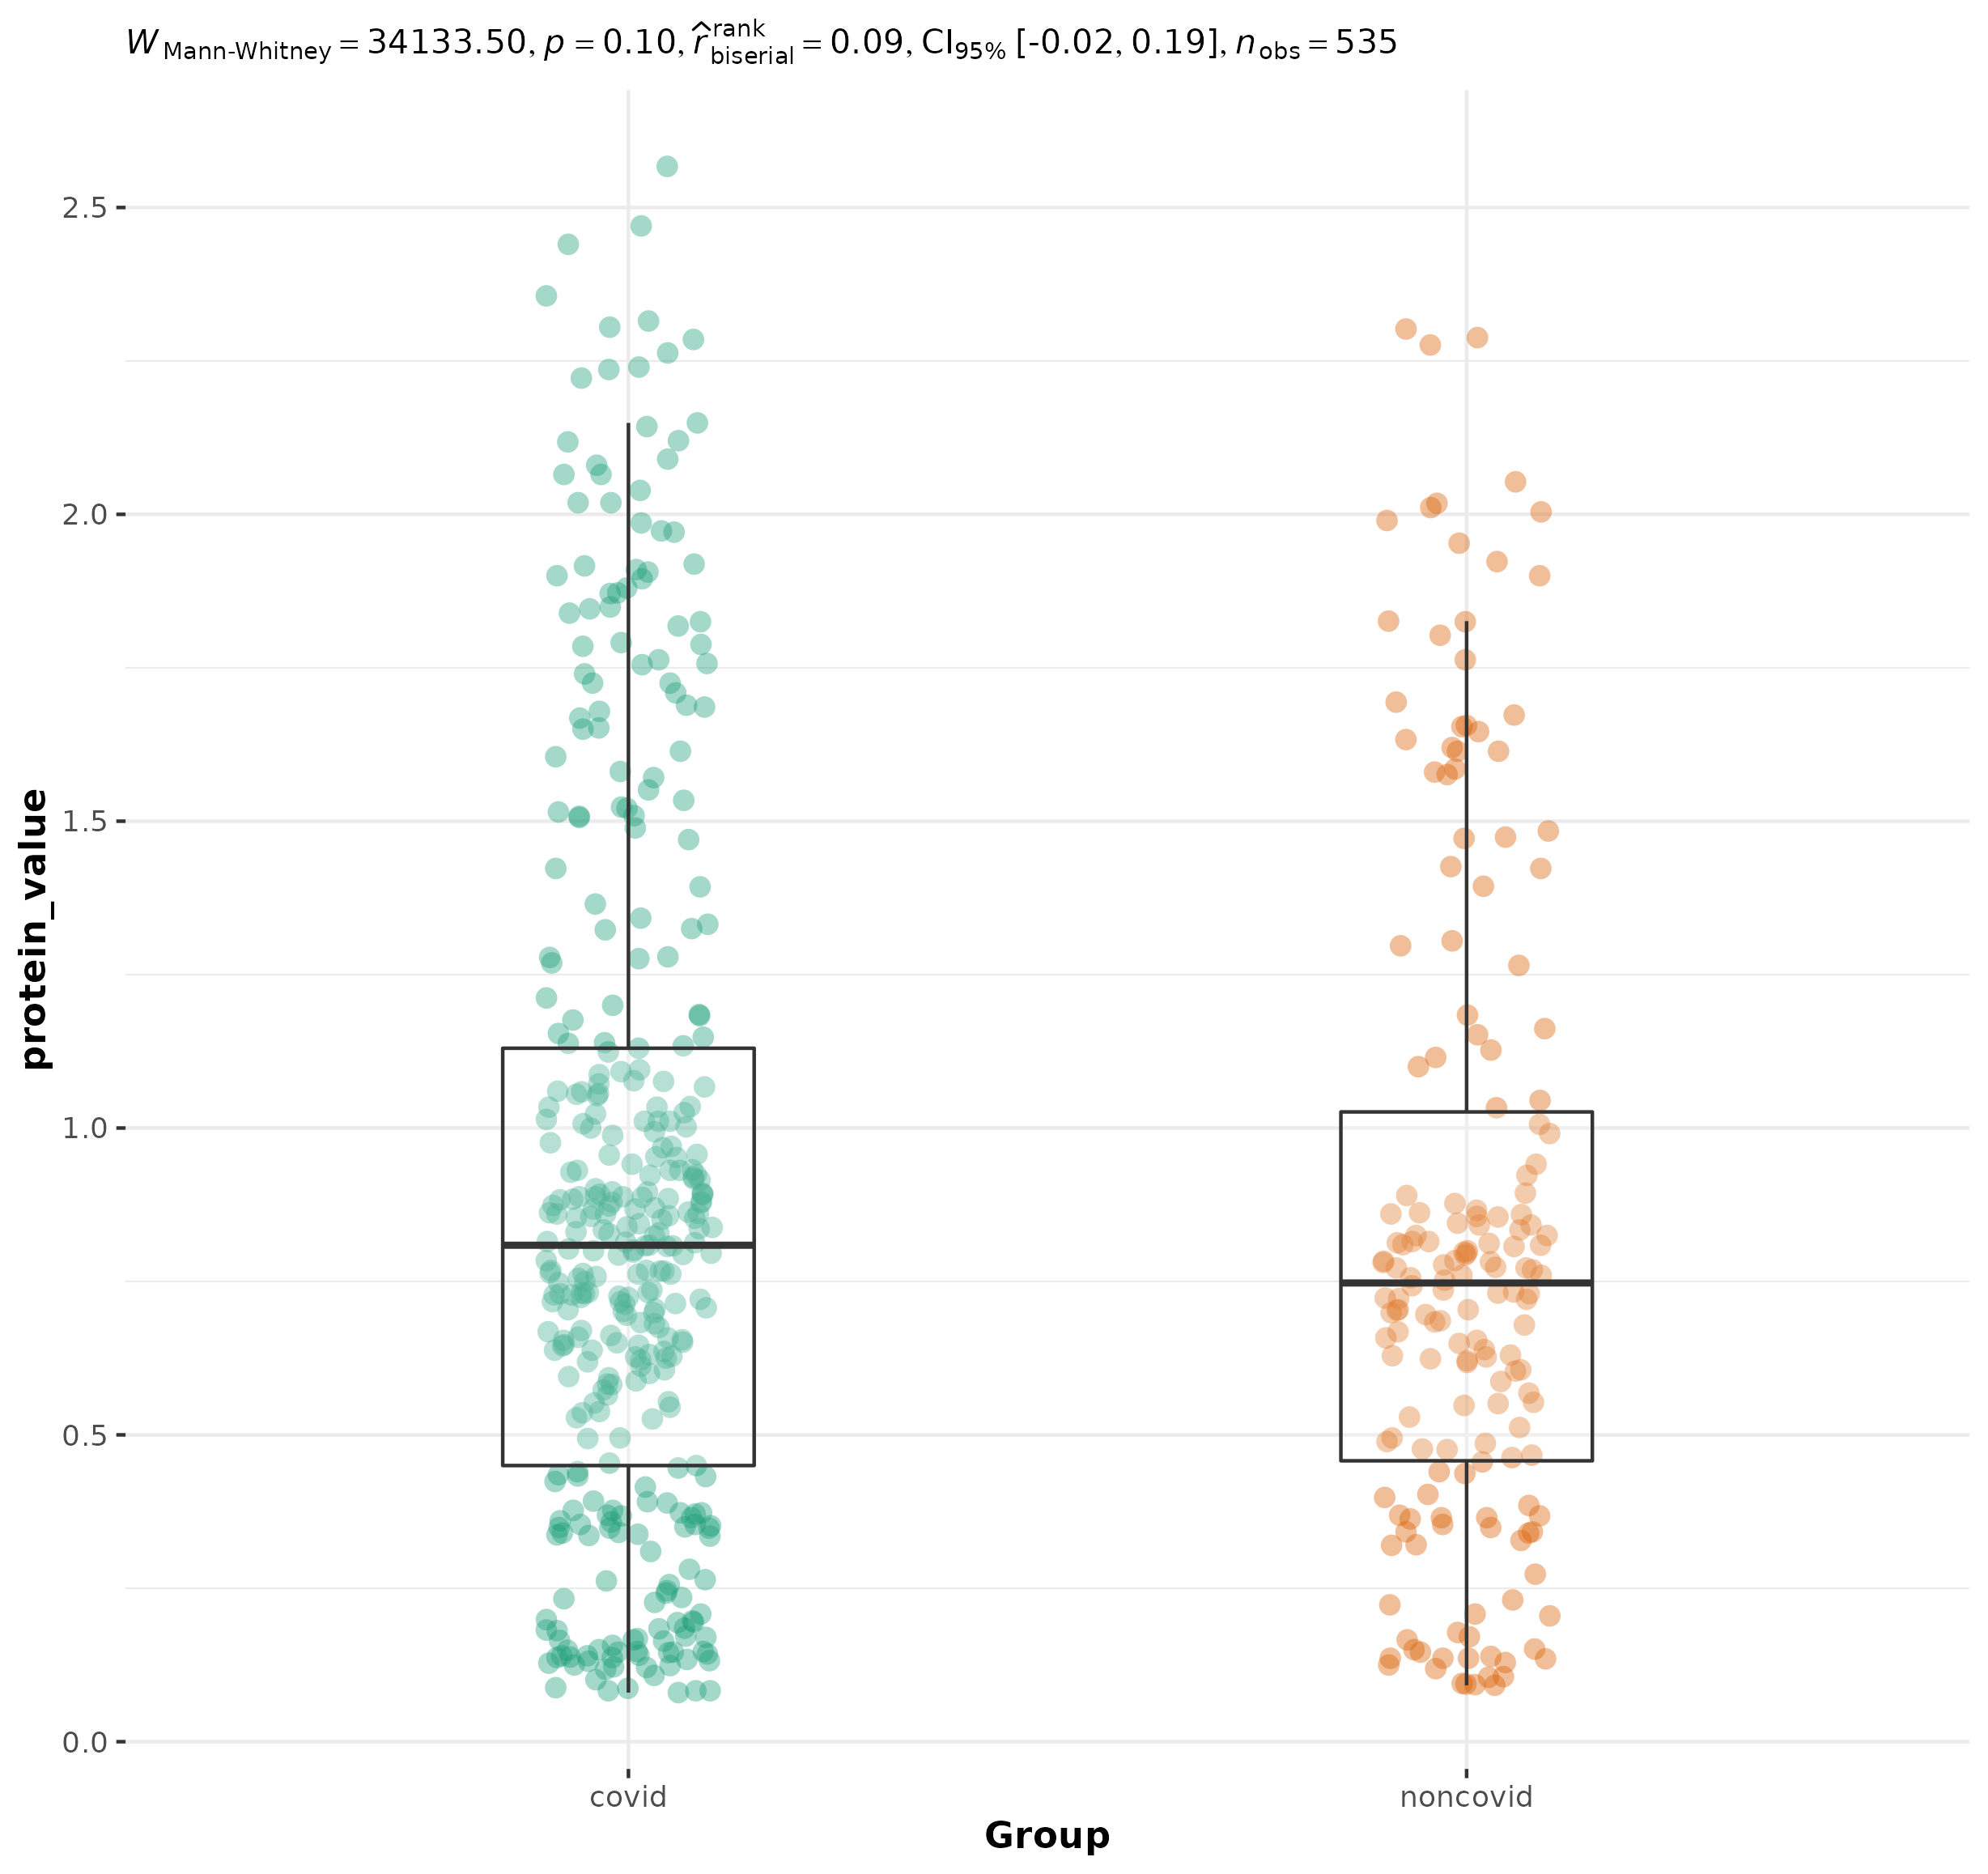 W Mann-Whitney = 34133.50, p = 0.10, r̂ rank biserial = 0.09, CI95% [-0.02, 0.19], n obs = 535
protein_value
2.5
2.0
1.5
1.0
0.5
0.0
covid noncovid
Group